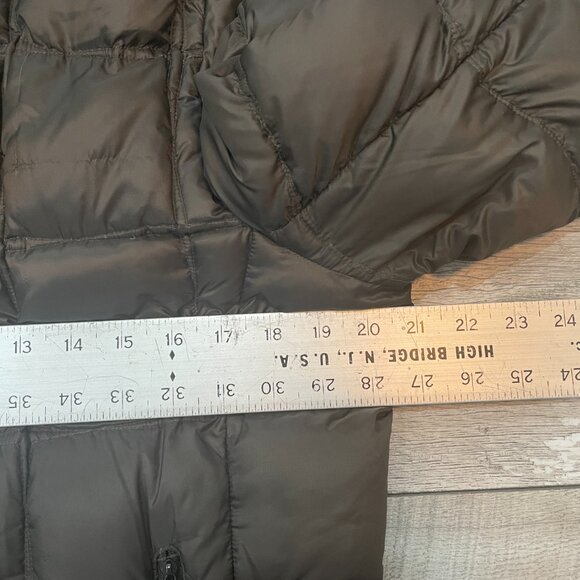 13 14 15 16 17 18 19 20 21 22 23 24
HIGH BRIDGE, N.J., U.S.A.
35 34 33 32 31 30 29 28 27 26 25 24